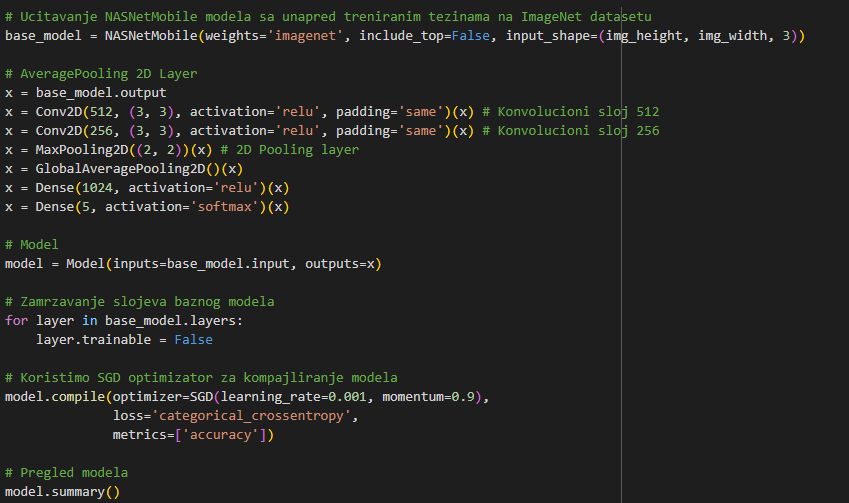 # Ucitavanje NASNetMobile modela sa unapred treniranim tezinama na ImageNet datasetu
base_model = NASNetMobile(weights='imagenet', include_top=False, input_shape=(img_height, img_width, 3))
# AveragePooling 2D Layer
x = base_model.output
x = Conv2D(512, (3, 3), activation='relu', padding='same')(x) # Konvolucioni sloj 512
x = Conv2D(256, (3, 3), activation='relu', padding='same')(x) # Konvolucioni sloj 256
x = MaxPooling2D((2, 2))(x) # 2D Pooling layer
x = GlobalAveragePooling2D()(x)
x = Dense(1024, activation='relu')(x)
x = Dense(5, activation='softmax')(x)
# Model
model = Model(inputs=base_model.input, outputs=x)
# Zamrzavanje slojeva baznog modela
for layer in base_model.layers:
    layer.trainable = False
# Koristimo SGD optimizator za kompajliranje modela
model.compile(optimizer=SGD(learning_rate=0.001, momentum=0.9),
              loss='categorical_crossentropy',
              metrics=['accuracy'])
# Pregled modela
model.summary()